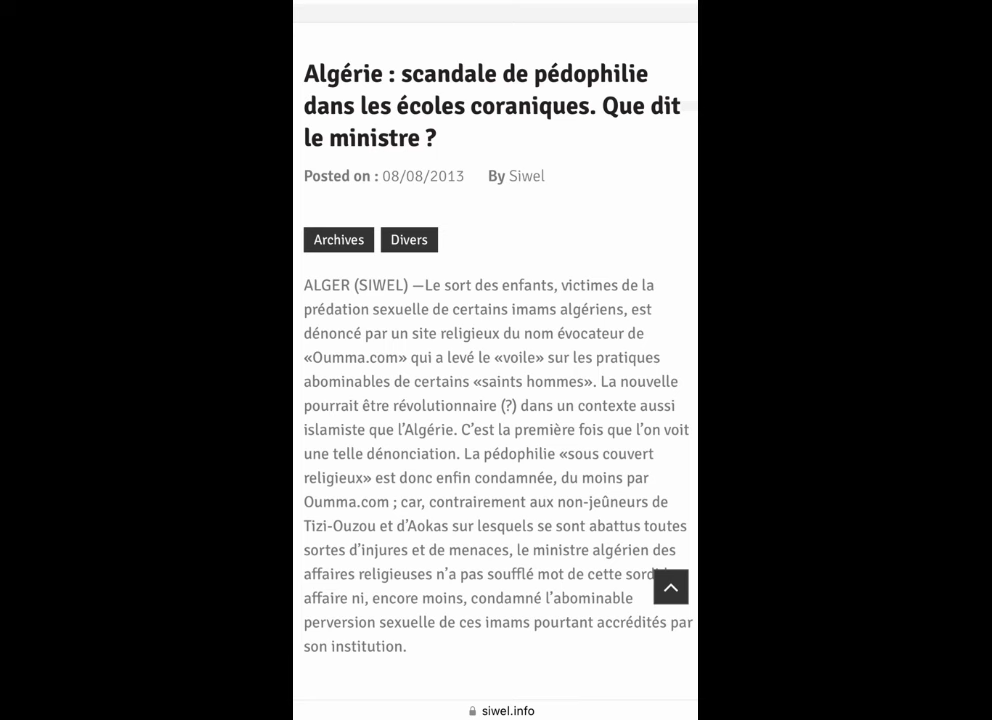 Algérie : scandale de pédophilie
dans les écoles coraniques. Que dit
le ministre ?
Posted on : 08/08/2013 By Siwel
Archives Divers
ALGER (SIWEL) —Le sort des enfants, victimes de la
prédation sexuelle de certains imams algériens, est
dénoncé par un site religieux du nom évocateur de
«Oumma.com» qui a levé le «voile» sur les pratiques
abominables de certains «saints hommes». La nouvelle
pourrait être révolutionnaire (?) dans un contexte aussi
islamiste que l’Algérie. C’est la première fois que l’on voit
une telle dénonciation. La pédophilie «sous couvert
religieux» est donc enfin condamnée, du moins par
Oumma.com ; car, contrairement aux non-jeûneurs de
Tizi-Ouzou et d’Aokas sur lesquels se sont abattus toutes
sortes d’injures et de menaces, le ministre algérien des
affaires religieuses n’a pas soufflé mot de cette
affaire ni, encore moins, condamné l’abominable
perversion sexuelle de ces imams pourtant accrédités par
son institution.
siwel.info